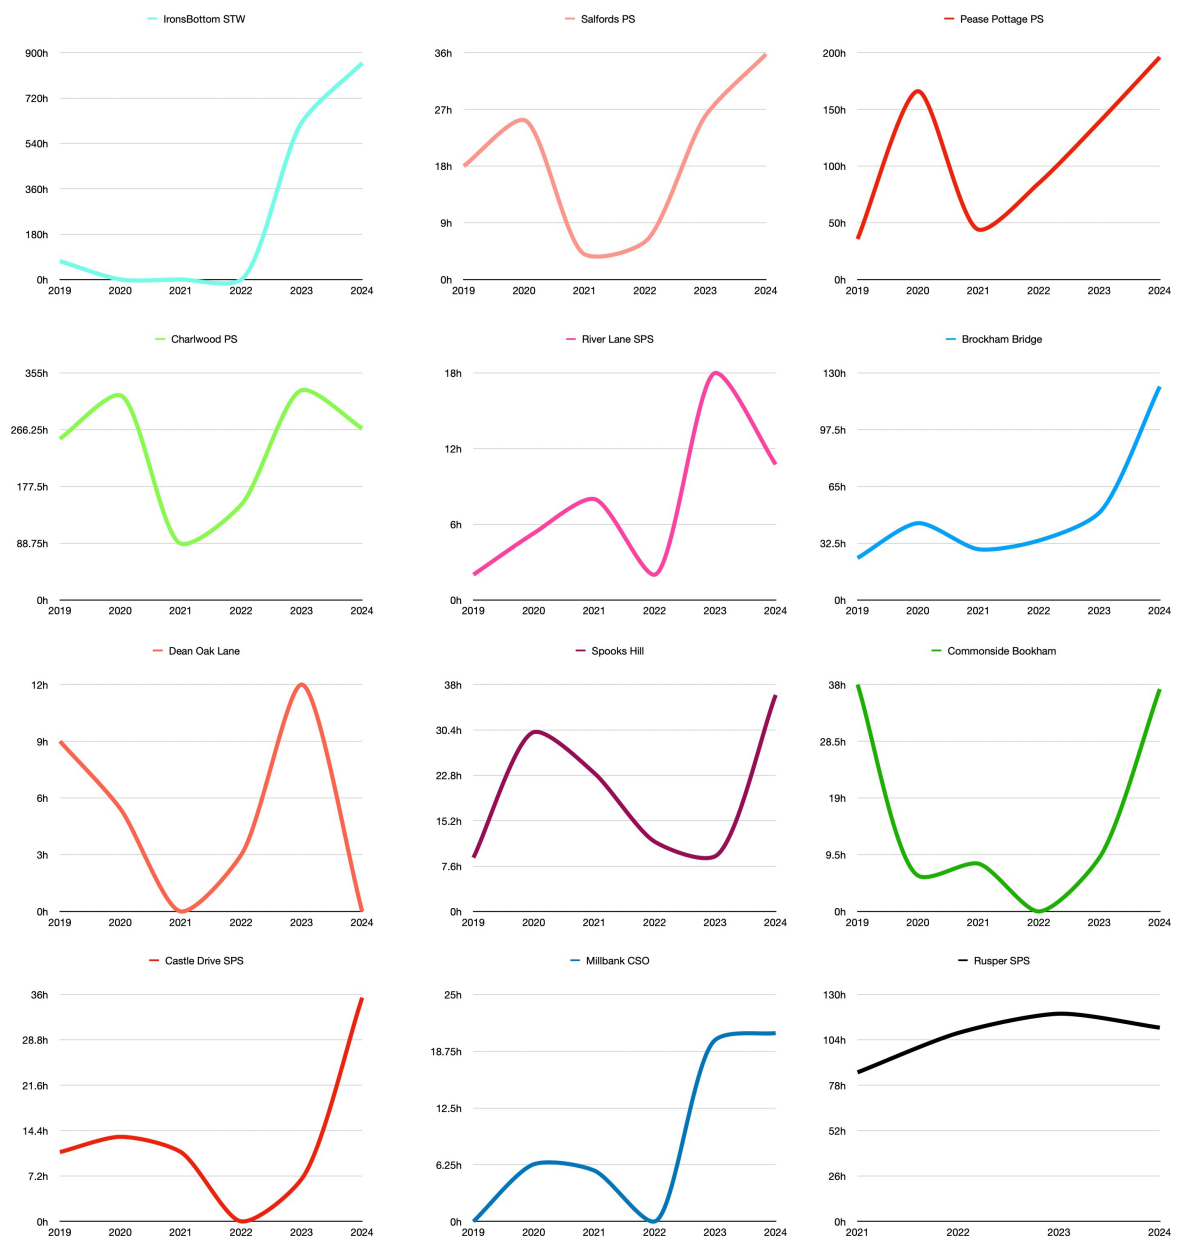 IronsBottom STW
900h
720h
540h
360h
180h
0h
2019 2020 2021 2022 2023 2024
Salfords PS
36h
27h
18h
9h
0h
2019 2020 2021 2022 2023 2024
Pease Pottage PS
200h
150h
100h
50h
0h
2019 2020 2021 2022 2023 2024
Charlwood PS
355h
266.25h
177.5h
88.75h
0h
2019 2020 2021 2022 2023 2024
River Lane SPS
18h
12h
6h
0h
2019 2020 2021 2022 2023 2024
Brockham Bridge
130h
97.5h
65h
32.5h
0h
2019 2020 2021 2022 2023 2024
Dean Oak Lane
12h
9h
6h
3h
0h
2019 2020 2021 2022 2023 2024
Spooks Hill
38h
30.4h
22.8h
15.2h
7.6h
0h
2019 2020 2021 2022 2023 2024
Commonside Bookham
38h
28.5h
19h
9.5h
0h
2019 2020 2021 2022 2023 2024
Castle Drive SPS
36h
28.8h
21.6h
14.4h
7.2h
0h
2019 2020 2021 2022 2023 2024
Millbank CSO
25h
18.75h
12.5h
6.25h
0h
2019 2020 2021 2022 2023 2024
Rusper SPS
130h
104h
78h
52h
26h
0h
2021 2022 2023 2024